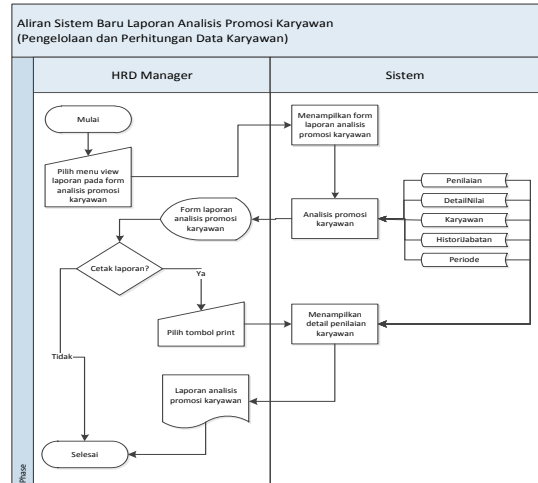 Aliran Sistem Baru Laporan Analisis Promosi Karyawan
(Pengelolaan dan Perhitungan Data Karyawan)
HRD Manager
Sistem
Mulai
Menampilkan form
laporan analisis
promosi karyawan
Pilih menu view
laporan pada form
analisis promosi
karyawan
Penilaian
DetailNilai
Karyawan
HistoriJabatan
Periode
Form laporan
analisis promosi
karyawan
Analisis promosi
karyawan
Cetak laporan?
Ya
Pilih tombol print
Menampilkan
detail penilaian
karyawan
Tidak
Laporan analisis
promosi karyawan
Selesai
Phase